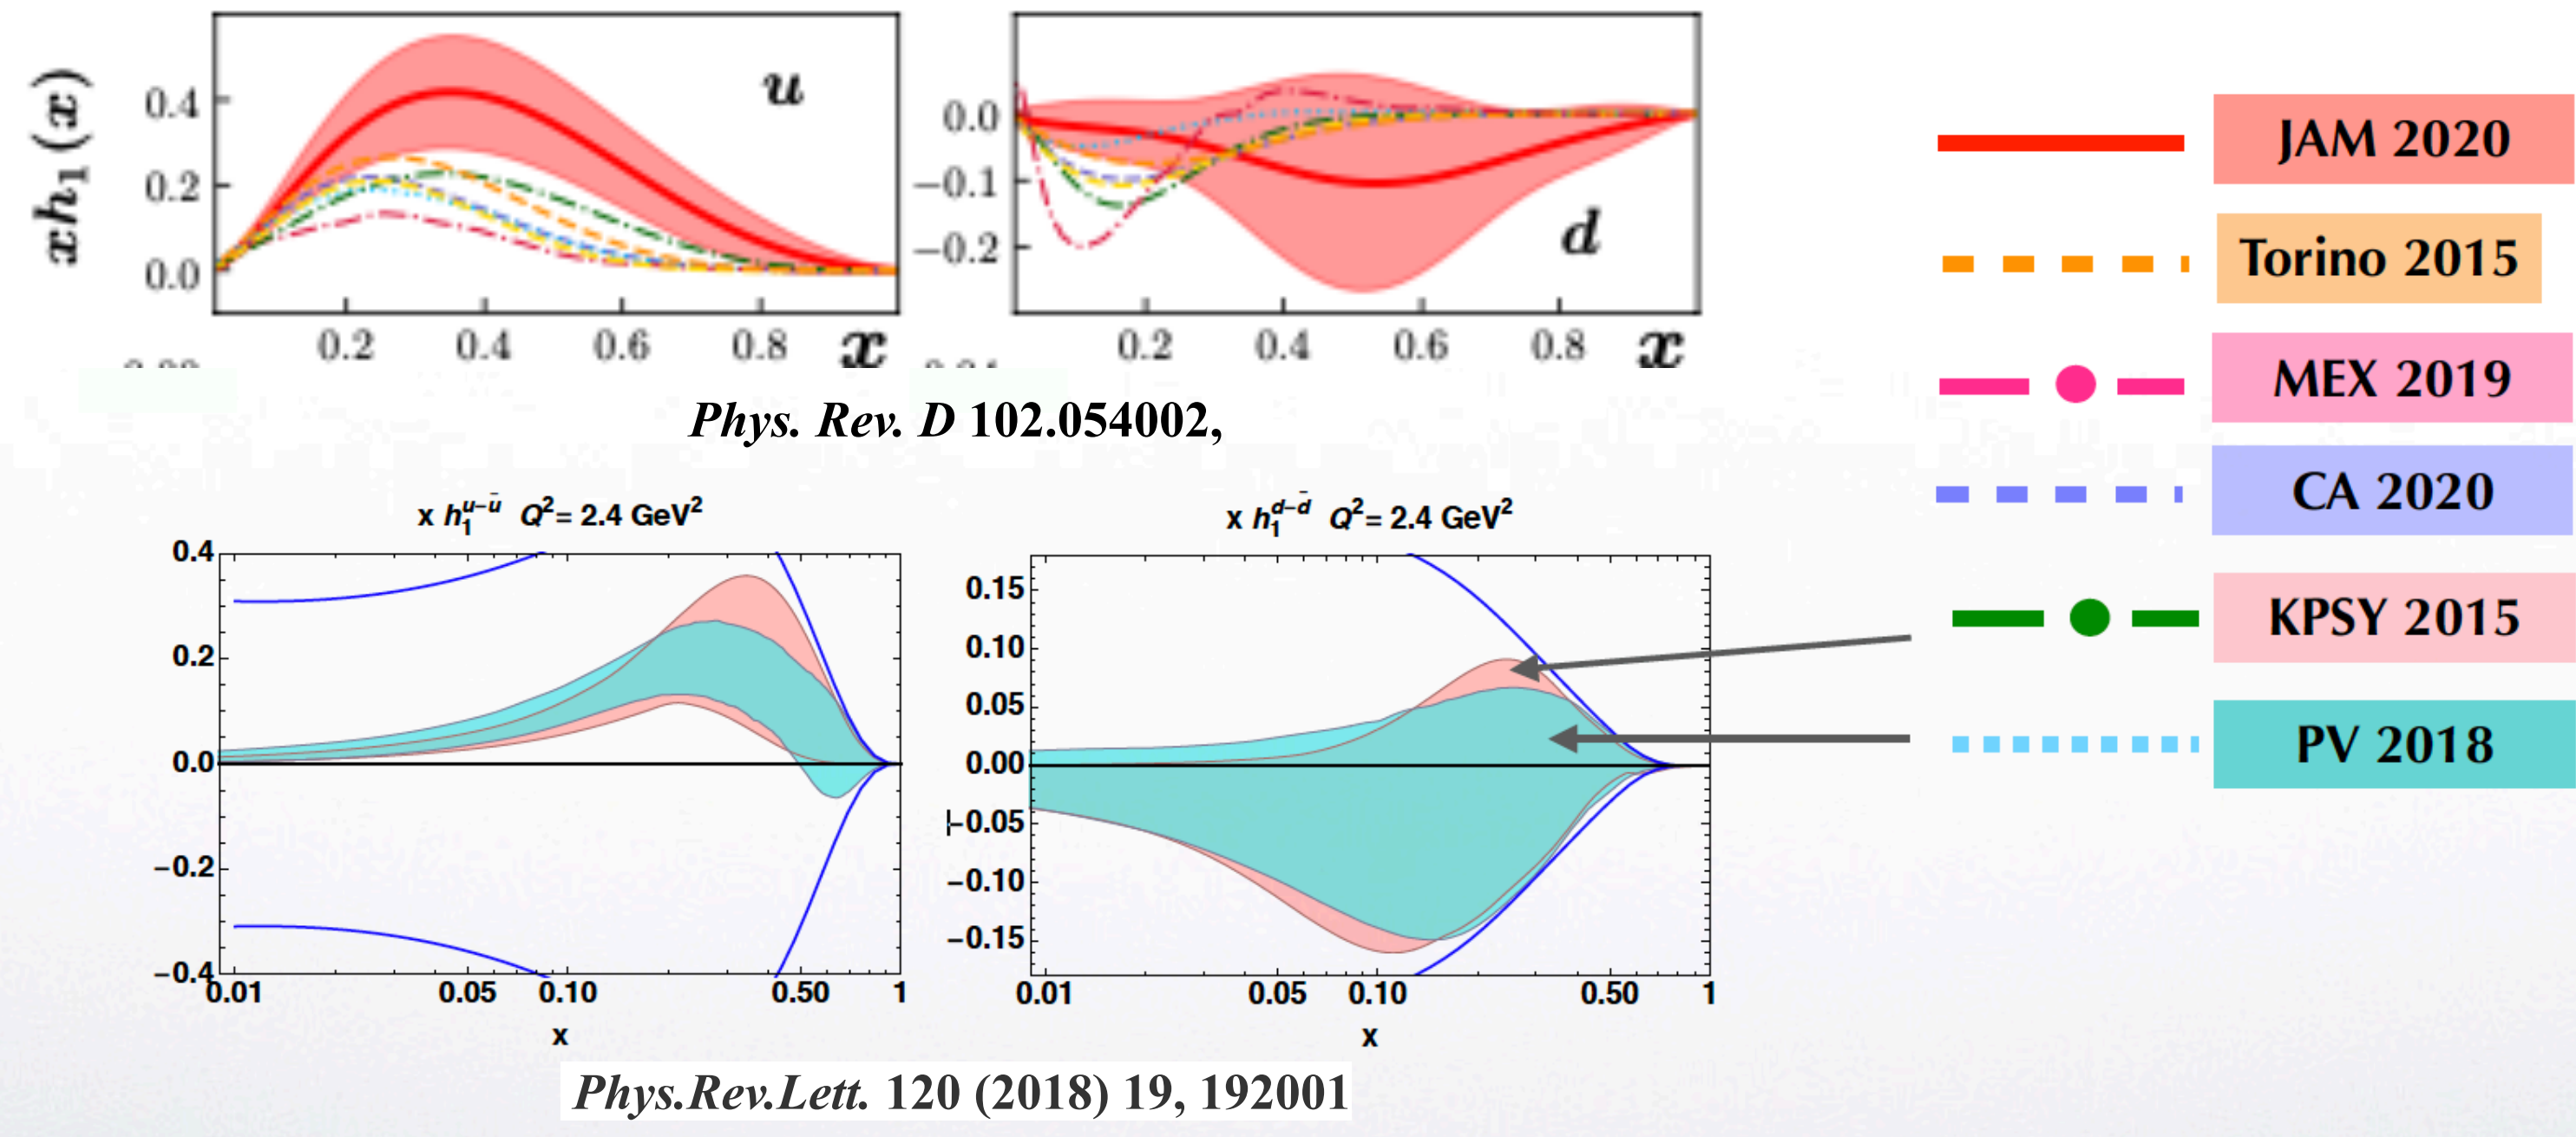 xh₁(x)
0.4
0.2
0.0
u
0.2 0.4 0.6 0.8 x
0.0
−0.1
−0.2
d
0.2 0.4 0.6 0.8 x
Phys. Rev. D 102.054002,
x h₁^{u−ū} Q²= 2.4 GeV²
0.4
0.2
0.0
−0.2
−0.4
0.01 0.05 0.10 0.50 1
x
x h₁^{d−d̄} Q²= 2.4 GeV²
0.15
0.10
0.05
0.00
−0.05
−0.10
−0.15
0.01 0.05 0.10 0.50 1
x
Phys.Rev.Lett. 120 (2018) 19, 192001
JAM 2020
Torino 2015
MEX 2019
CA 2020
KPSY 2015
PV 2018